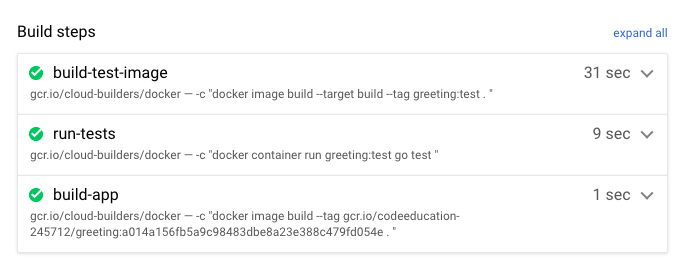 Build steps expand all
build-test-image 31 sec
gcr.io/cloud-builders/docker — -c "docker image build --target build --tag greeting:test . "
run-tests 9 sec
gcr.io/cloud-builders/docker — -c "docker container run greeting:test go test "
build-app 1 sec
gcr.io/cloud-builders/docker — -c "docker image build --tag gcr.io/codeeducation-
245712/greeting:a014a156fb5a9c98483dbe8a23e388c479fd054e . "